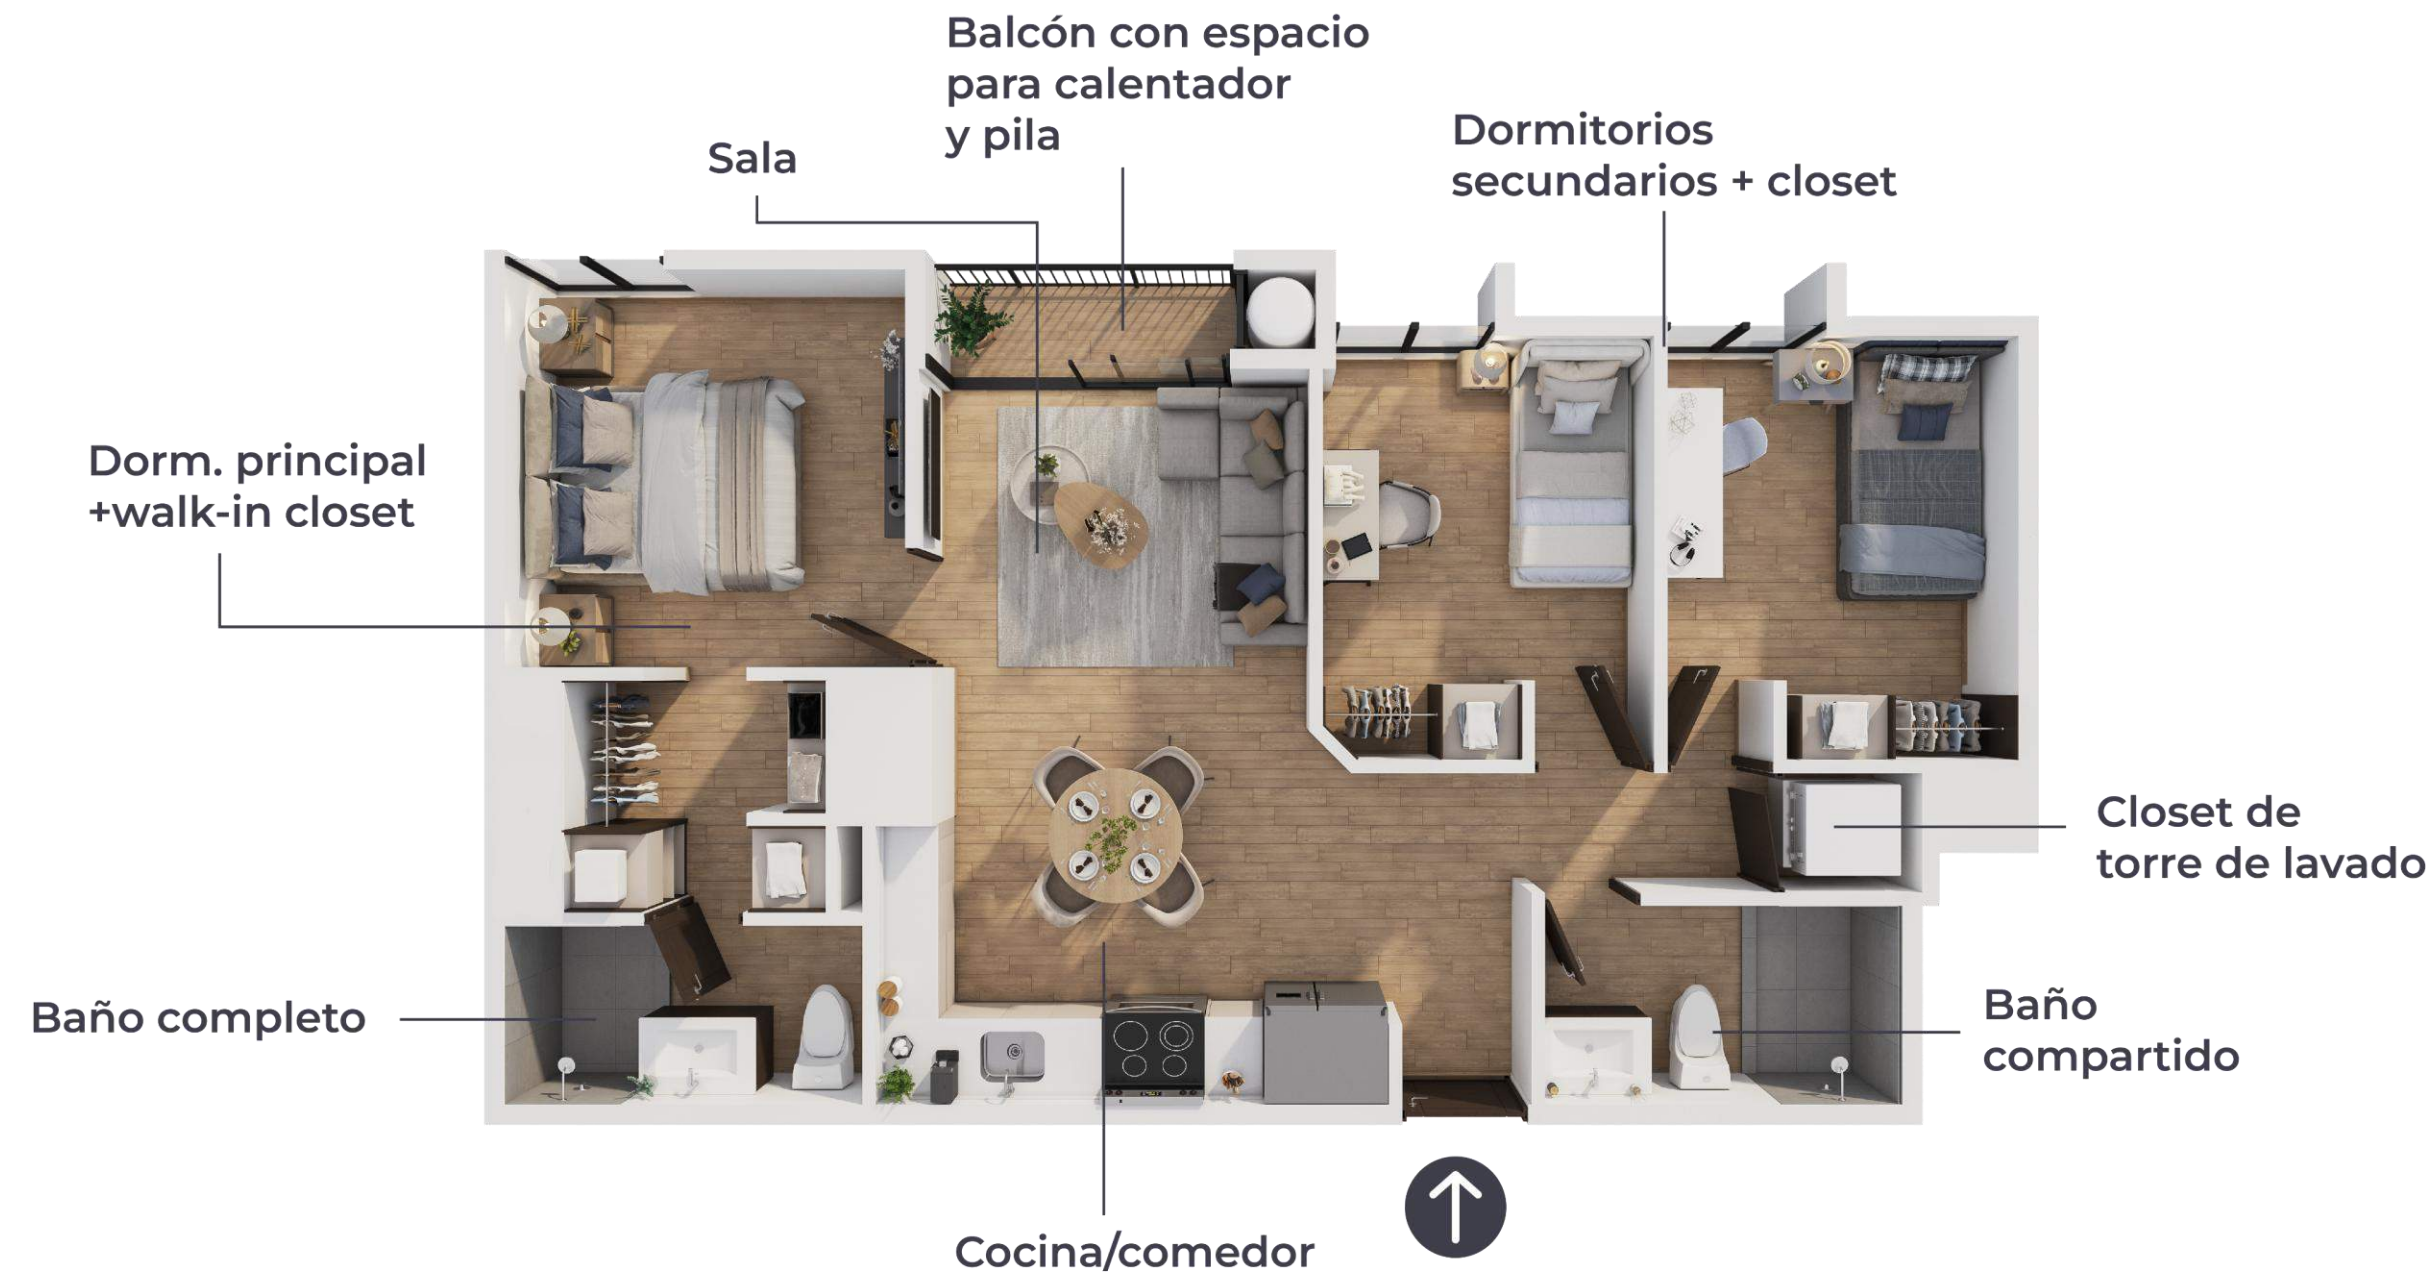 Balcón con espacio
para calentador
y pila
Sala
Dormitorios
secundarios + closet
Dorm. principal
+walk-in closet
Closet de
torre de lavado
Baño completo
Baño
compartido
Cocina/comedor